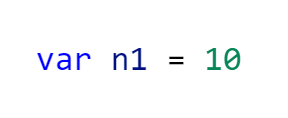 var n1 = 10